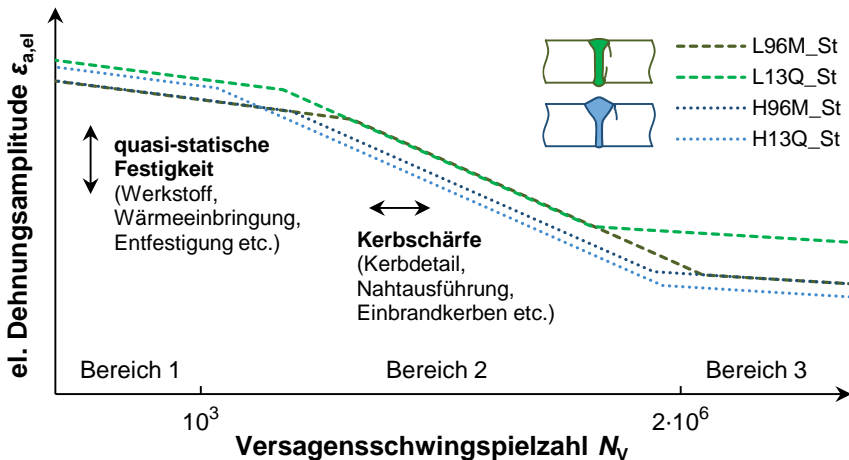 el. Dehnungsamplitude εa,el
L96M_St
L13Q_St
H96M_St
H13Q_St
quasi-statische
Festigkeit
(Werkstoff,
Wärmeeinbringung,
Entfestigung etc.)
Kerbschärfe
(Kerbdetail,
Nahtausführung,
Einbrandkerben etc.)
Bereich 1
Bereich 2
Bereich 3
10³
2·10⁶
Versagensschwingspielzahl NV